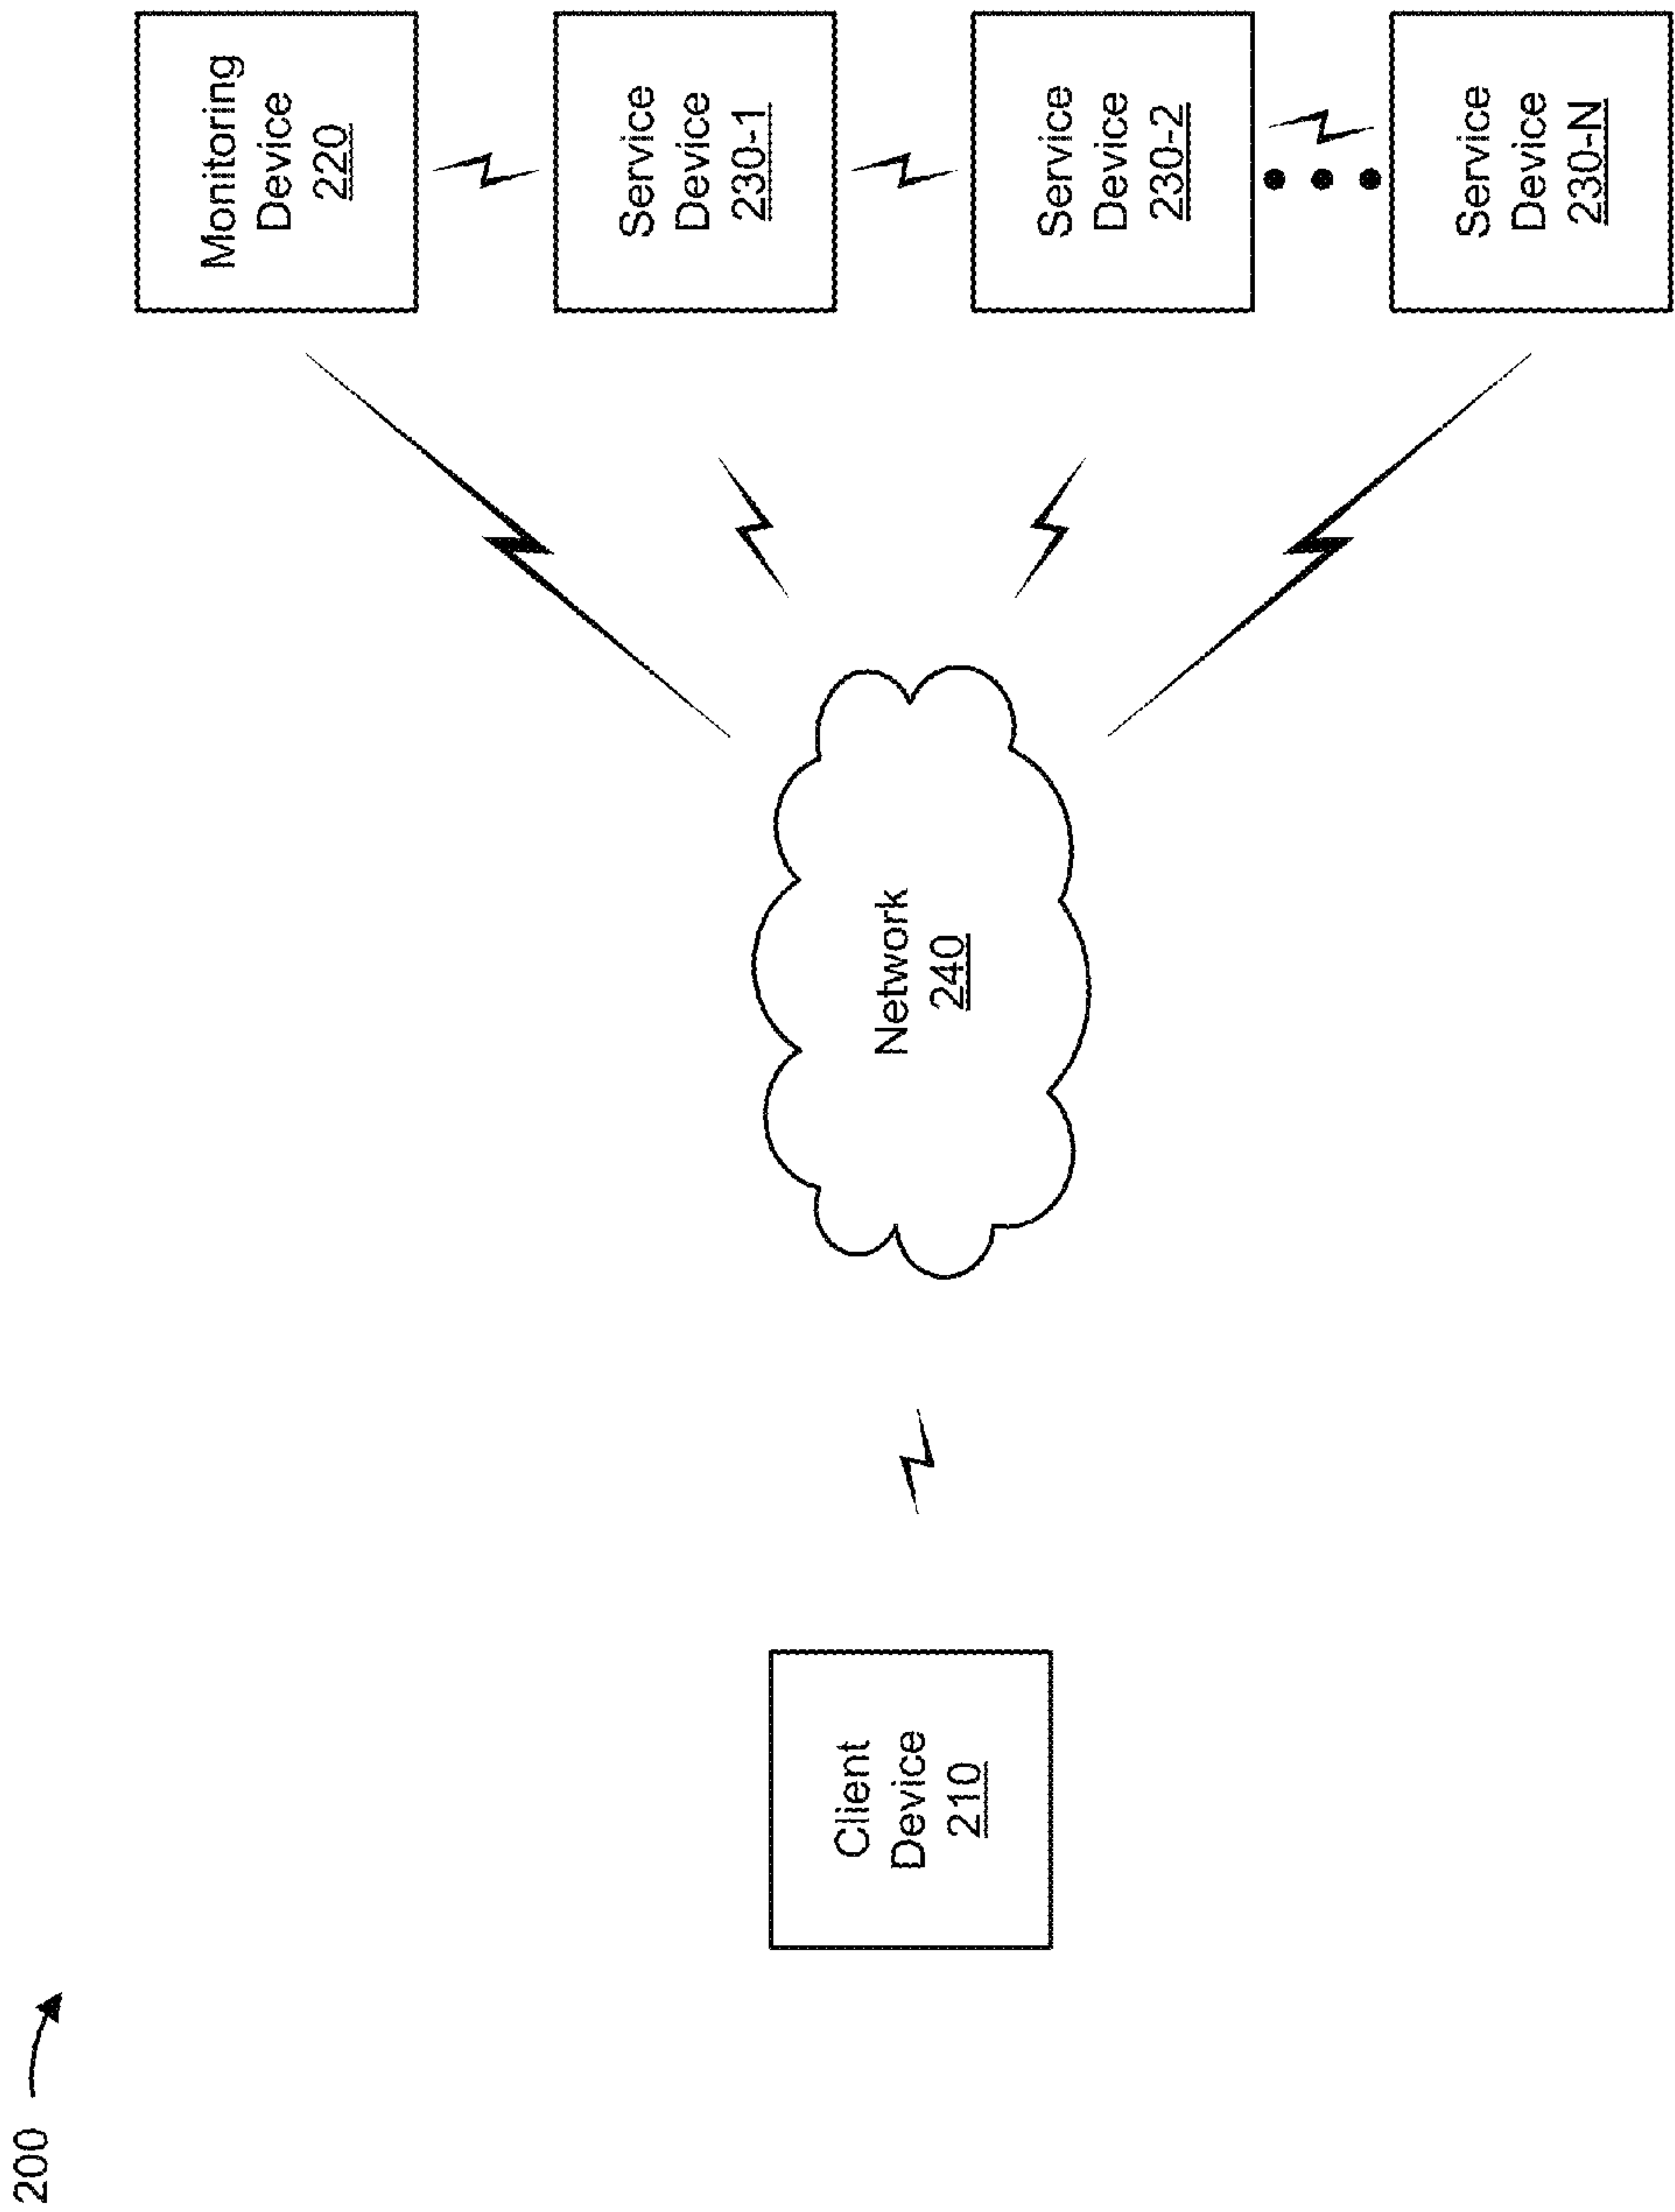 200
Client
Device
210
Network
240
Monitoring
Device
220
Service
Device
230-1
Service
Device
230-2
Service
Device
230-N